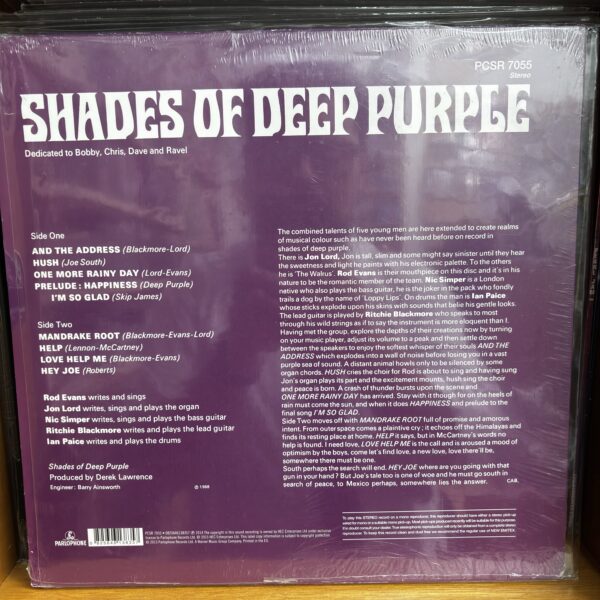 PCSR 7055
Stereo
SHADES OF DEEP PURPLE
Dedicated to Bobby, Chris, Dave and Ravel
Side One
AND THE ADDRESS (Blackmore-Lord)
HUSH (Joe South)
ONE MORE RAINY DAY (Lord-Evans)
PRELUDE: HAPPINESS (Deep Purple)
I'M SO GLAD (Skip James)
Side Two
MANDRAKE ROOT (Blackmore-Evans-Lord)
HELP (Lennon-McCartney)
LOVE HELP ME (Blackmore-Evans)
HEY JOE (Roberts)
Rod Evans writes and sings
Jon Lord writes, sings and plays the organ
Nic Simper writes, sings and plays the bass guitar
Ritchie Blackmore writes and plays the lead guitar
Ian Paice writes and plays the drums
Shades of Deep Purple
Produced by Derek Lawrence
Engineer: Barry Ainsworth
℗ 1968
The combined talents of five young men are here extended to create realms
of musical colour such as have never been heard before on record in
shades of deep purple.
There is Jon Lord, Jon is tall, slim and some might say sinister until they hear
the sweetness and light he paints with his electronic palette. To the others
he is 'The Walrus'. Rod Evans is their mouthpiece on this disc and it's in his
nature to be the romantic member of the team. Nic Simper is a London
netive who also plays the bass guitar, he is the joker in the pack who fondly
trails a dog by the name of 'Loppy Lips'. On drums the man is Ian Paice
whose sticks explode upon his skins with sounds that belie his gentle looks.
The lead guitar is played by Ritchie Blackmore who speaks to most
through his wild strings as if to say the instrument is more eloquent than I.
Having met the group, explore the depths of their creations now by turning
on your music player, adjust its volume to a peak and then settle down
between the speakers to enjoy the softest whisper of their souls AND THE
ADDRESS which explodes into a wall of noise before losing you in a vast
purple sea of sound. A distant animal howls only to be silenced by some
organ chords. HUSH cries the choir for Rod is about to sing and having sung
Jon's organ plays its part and the excitement mounts, hush sing the choir
and peace is born. A crash of thunder bursts upon the scene and
ONE MORE RAINY DAY has arrived. Stay with it though for on the heels of
rain must come the sun, and when it does HAPPINESS and prelude to the
final song I'M SO GLAD.
Side Two moves off with MANDRAKE ROOT full of promise and amorous
intent. From outer space comes a plaintive cry; it echoes off the Himalayas and
finds its resting place at home, HELP it says, but in McCartney's words no
help is found. I need love, LOVE HELP ME is the call and is aroused a mood of
optimism by the boys, come let's find love, a new love, love there'll be,
somewhere there must be one.
South perhaps the search will end. HEY JOE where are you going with that
gun in your hand? But Joe's tale too is one of woe and he must go south in
search of peace, to Mexico perhaps, somewhere lies the answer.
CAB.
PARLOPHONE
To play this STEREO record on a mono reproducer, this reproducer should have either a stereo pick-up